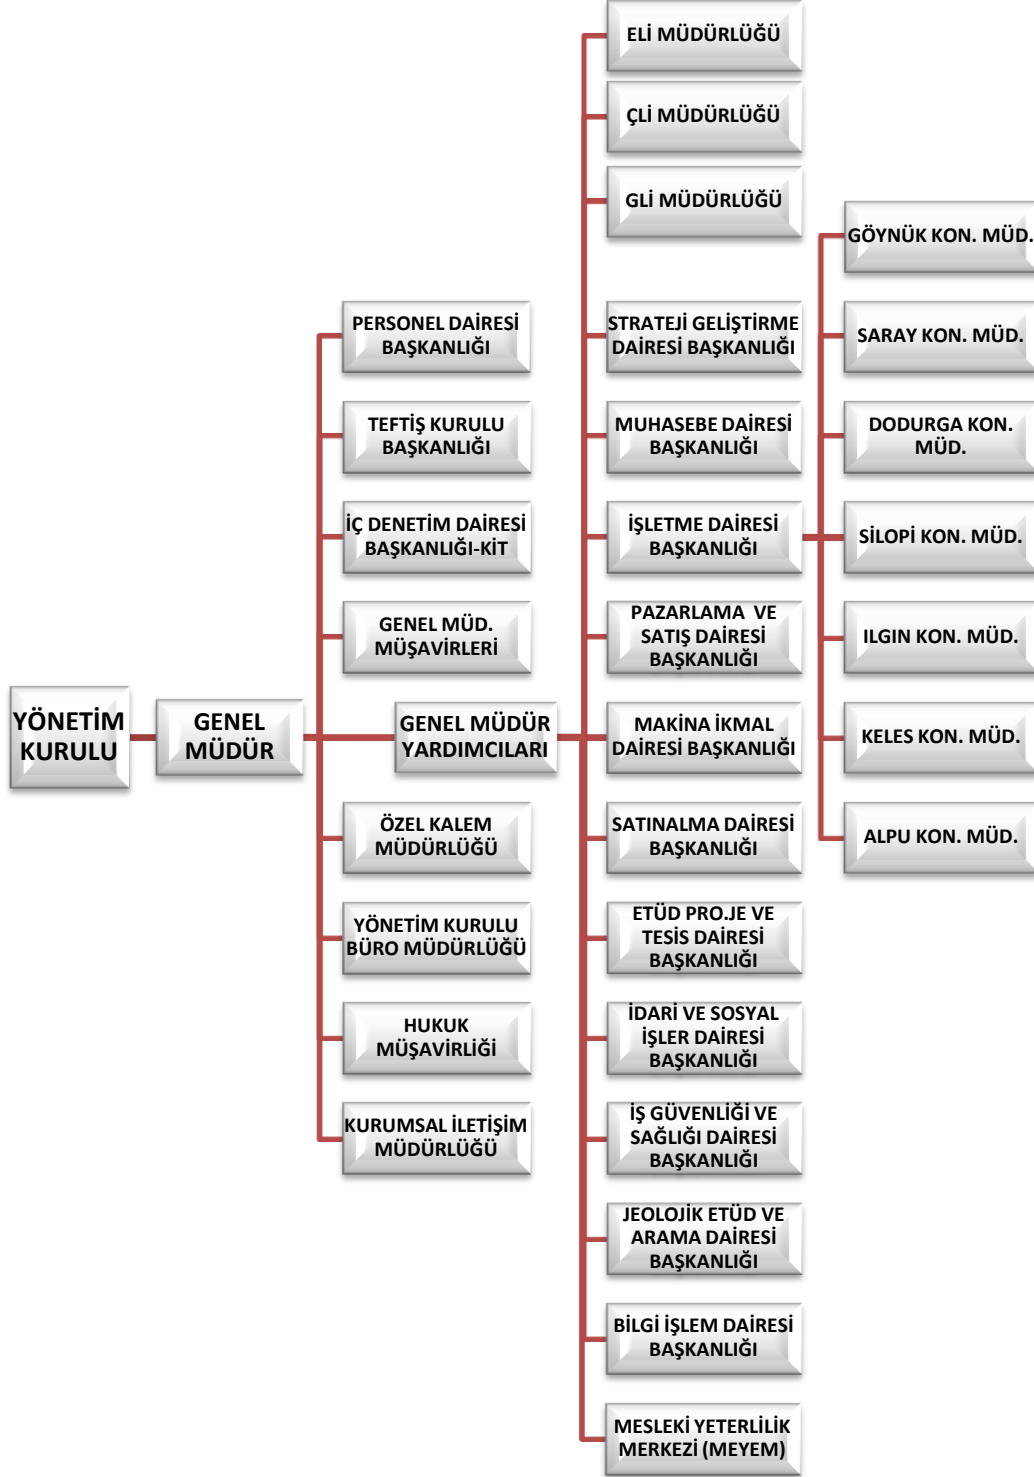 YÖNETİM
KURULU
GENEL
MÜDÜR
PERSONEL DAİRESİ
BAŞKANLIĞI
TEFTİŞ KURULU
BAŞKANLIĞI
İÇ DENETİM DAİRESİ
BAŞKANLIĞI-KİT
GENEL MÜD.
MÜŞAVİRLERİ
GENEL MÜDÜR
YARDIMCILARI
ÖZEL KALEM
MÜDÜRLÜĞÜ
YÖNETİM KURULU
BÜRO MÜDÜRLÜĞÜ
HUKUK
MÜŞAVİRLİĞİ
KURUMSAL İLETİŞİM
MÜDÜRLÜĞÜ
ELİ MÜDÜRLÜĞÜ
ÇLİ MÜDÜRLÜĞÜ
GLİ MÜDÜRLÜĞÜ
STRATEJİ GELİŞTİRME
DAİRESİ BAŞKANLIĞI
MUHASEBE DAİRESİ
BAŞKANLIĞI
İŞLETME DAİRESİ
BAŞKANLIĞI
PAZARLAMA VE
SATIŞ DAİRESİ
BAŞKANLIĞI
MAKİNA İKMAL
DAİRESİ BAŞKANLIĞI
SATINALMA DAİRESİ
BAŞKANLIĞI
ETÜD PRO.JE VE
TESİS DAİRESİ
BAŞKANLIĞI
İDARİ VE SOSYAL
İŞLER DAİRESİ
BAŞKANLIĞI
İŞ GÜVENLİĞİ VE
SAĞLIĞI DAİRESİ
BAŞKANLIĞI
JEOLOJİK ETÜD VE
ARAMA DAİRESİ
BAŞKANLIĞI
BİLGİ İŞLEM DAİRESİ
BAŞKANLIĞI
MESLEKİ YETERLİLİK
MERKEZİ (MEYEM)
GÖYNÜK KON. MÜD.
SARAY KON. MÜD.
DODURGA KON.
MÜD.
SİLOPİ KON. MÜD.
ILGIN KON. MÜD.
KELES KON. MÜD.
ALPU KON. MÜD.